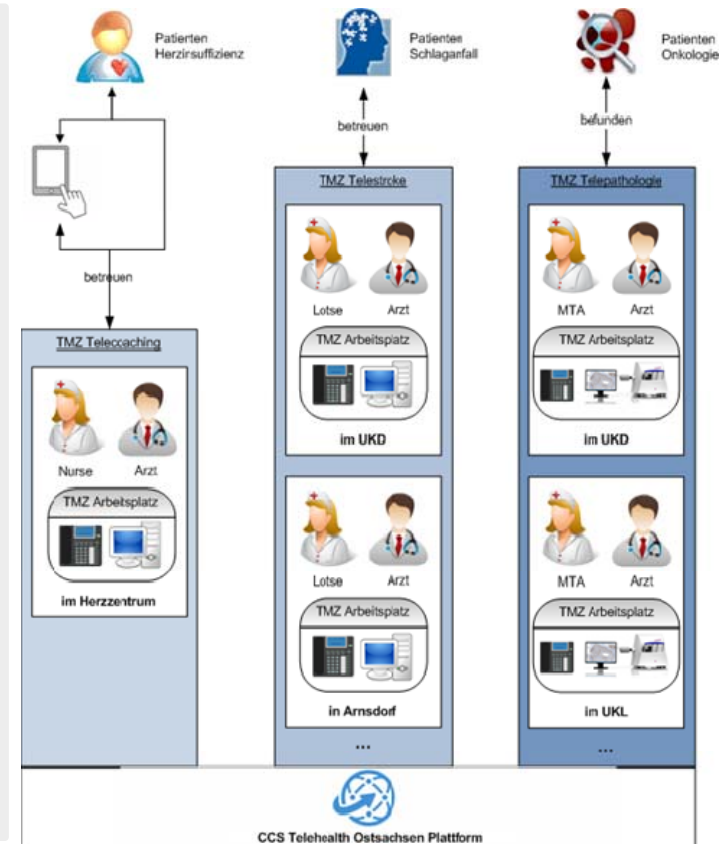 Patienten
Herzinsuffizienz
Patienten
Schlaganfall
Patienten
Onkologie
betreuen
befunden
betreuen
TMZ Teleccaching
Nurse Arzt
TMZ Arbeitsplatz
im Herzzentrum
TMZ Telestroke
Lotse Arzt
TMZ Arbeitsplatz
im UKD
Lotse Arzt
TMZ Arbeitsplatz
in Arnsdorf
...
TMZ Telepathologie
MTA Arzt
TMZ Arbeitsplatz
im UKD
MTA Arzt
TMZ Arbeitsplatz
im UKL
...
CCS Telehealth Ostsachsen Plattform